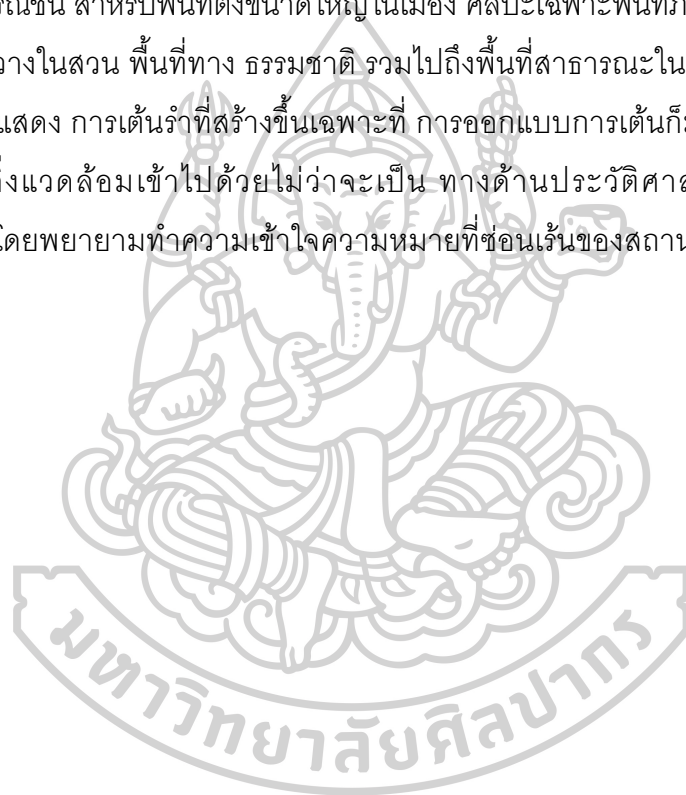 รณชน สำหรับพื้นที่ตั้งขนาดใหญ่ในเมือง ศิลปะเฉพาะพื้นที่ภ
วางในสวน พื้นที่ทาง ธรรมชาติ รวมไปถึงพื้นที่สาธารณะใน
แสดง การเต้นรำที่สร้างขึ้นเฉพาะที่ การออกแบบการเต้นก็ม
ิ่งแวดล้อมเข้าไปด้วยไม่ว่าจะเป็น ทางด้านประวัติศาส
โดยพยายามทำความเข้าใจความหมายที่ซ่อนเร้นของสถาน
มหาวิทยาลัยศิลปากร